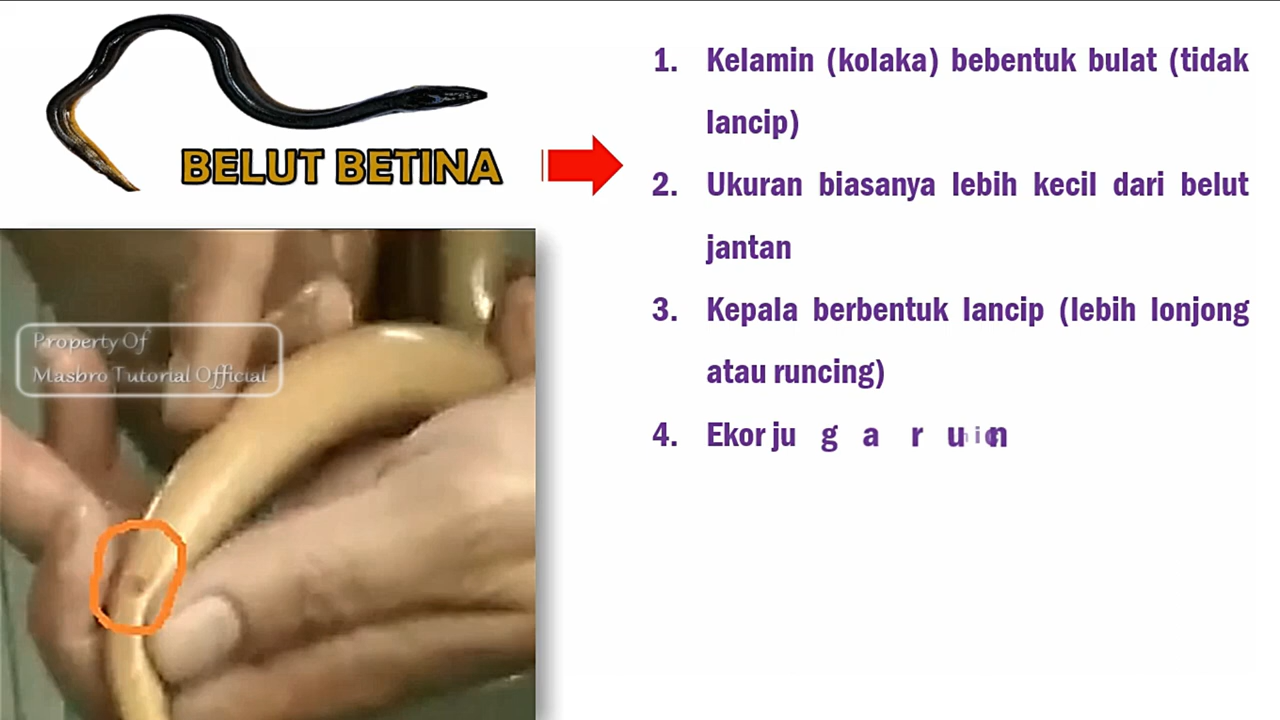 BELUT BETINA
Property Of
Masbro Tutorial Official
1. Kelamin (kolaka) bebentuk bulat (tidak
lancip)
2. Ukuran biasanya lebih kecil dari belut
jantan
3. Kepala berbentuk lancip (lebih lonjong
atau runcing)
4. Ekor ju g a r u n